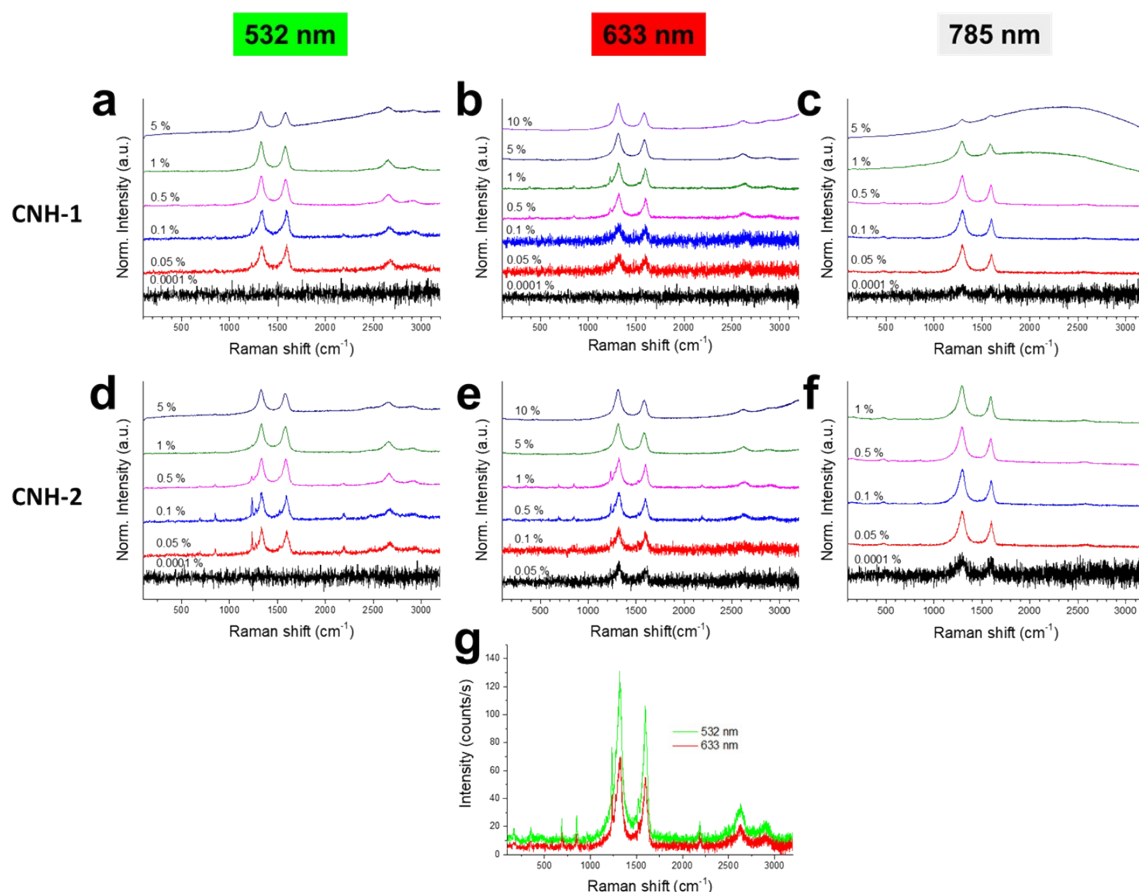 532 nm
633 nm
785 nm
a
b
c
CNH-1
Norm. Intensity (a.u.)
5 %
1 %
0.5 %
0.1 %
0.05 %
0.0001 %
500 1000 1500 2000 2500 3000
Raman shift (cm⁻¹)
Norm. Intensity (a.u.)
10 %
5 %
1 %
0.5 %
0.1 %
0.05 %
0.0001 %
500 1000 1500 2000 2500 3000
Raman shift (cm⁻¹)
Norm. Intensity (a.u.)
5 %
1 %
0.5 %
0.1 %
0.05 %
0.0001 %
500 1000 1500 2000 2500 3000
Raman shift (cm⁻¹)
d
e
f
CNH-2
Norm. Intensity (a.u.)
5 %
1 %
0.5 %
0.1 %
0.05 %
0.0001 %
500 1000 1500 2000 2500 3000
Raman shift (cm⁻¹)
Norm. Intensity (a.u.)
10 %
5 %
1 %
0.5 %
0.1 %
0.05 %
500 1000 1500 2000 2500 3000
Raman shift(cm⁻¹)
Norm. Intensity (a.u.)
1 %
0.5 %
0.1 %
0.05 %
0.0001 %
500 1000 1500 2000 2500 3000
Raman shift (cm⁻¹)
g
Intensity (counts/s)
140
120
100
80
60
40
20
0
532 nm
633 nm
500 1000 1500 2000 2500 3000
Raman shift (cm⁻¹)